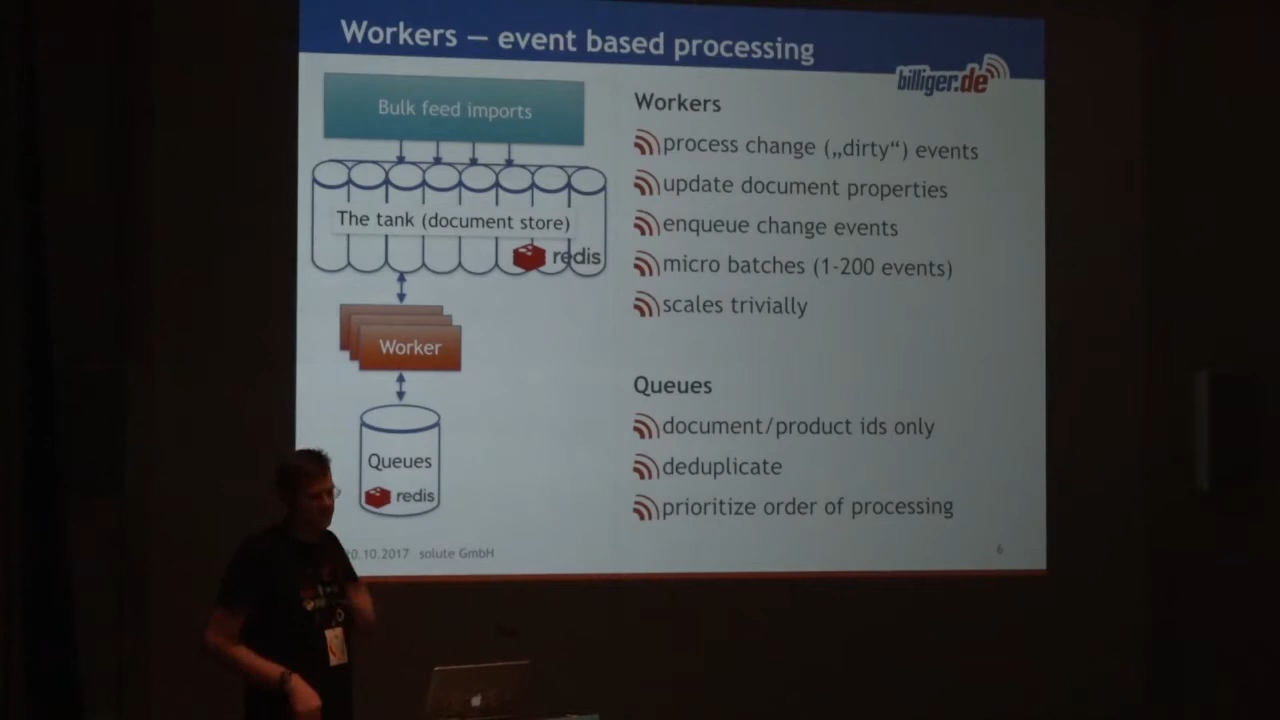 Workers — event based processing
billiger.de
Bulk feed imports
The tank (document store)
redis
Worker
Queues
redis
Workers
process change („dirty“) events
update document properties
enqueue change events
micro batches (1-200 events)
scales trivially
Queues
document/product ids only
deduplicate
prioritize order of processing
0.10.2017 solute GmbH
6